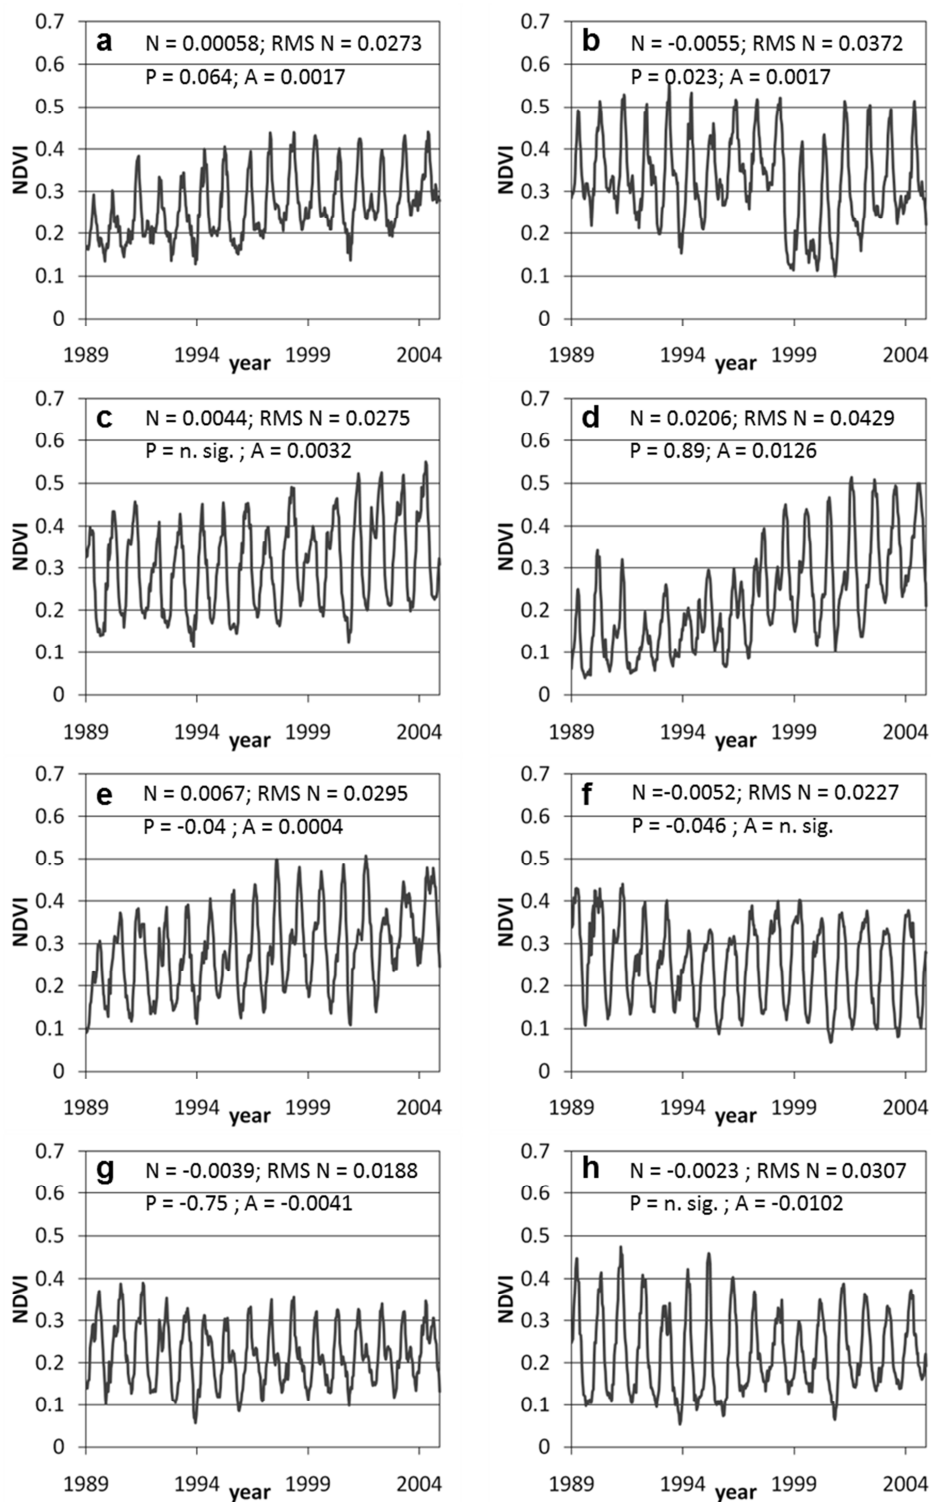 a N = 0.00058; RMS N = 0.0273
P = 0.064; A = 0.0017
0.7
0.6
0.5
0.4
0.3
0.2
0.1
0
NDVI
1989 1994 1999 2004
year
b N = -0.0055; RMS N = 0.0372
P = 0.023; A = 0.0017
0.7
0.6
0.5
0.4
0.3
0.2
0.1
0
NDVI
1989 1994 1999 2004
year
c N = 0.0044; RMS N = 0.0275
P = n. sig. ; A = 0.0032
0.7
0.6
0.5
0.4
0.3
0.2
0.1
0
NDVI
1989 1994 1999 2004
year
d N = 0.0206; RMS N = 0.0429
P = 0.89; A = 0.0126
0.7
0.6
0.5
0.4
0.3
0.2
0.1
0
NDVI
1989 1994 1999 2004
year
e N = 0.0067; RMS N = 0.0295
P = -0.04 ; A = 0.0004
0.7
0.6
0.5
0.4
0.3
0.2
0.1
0
NDVI
1989 1994 1999 2004
year
f N =-0.0052; RMS N = 0.0227
P = -0.046 ; A = n. sig.
0.7
0.6
0.5
0.4
0.3
0.2
0.1
0
NDVI
1989 1994 1999 2004
year
g N = -0.0039; RMS N = 0.0188
P = -0.75 ; A = -0.0041
0.7
0.6
0.5
0.4
0.3
0.2
0.1
0
NDVI
1989 1994 1999 2004
year
h N = -0.0023 ; RMS N = 0.0307
P = n. sig. ; A = -0.0102
0.7
0.6
0.5
0.4
0.3
0.2
0.1
0
NDVI
1989 1994 1999 2004
year